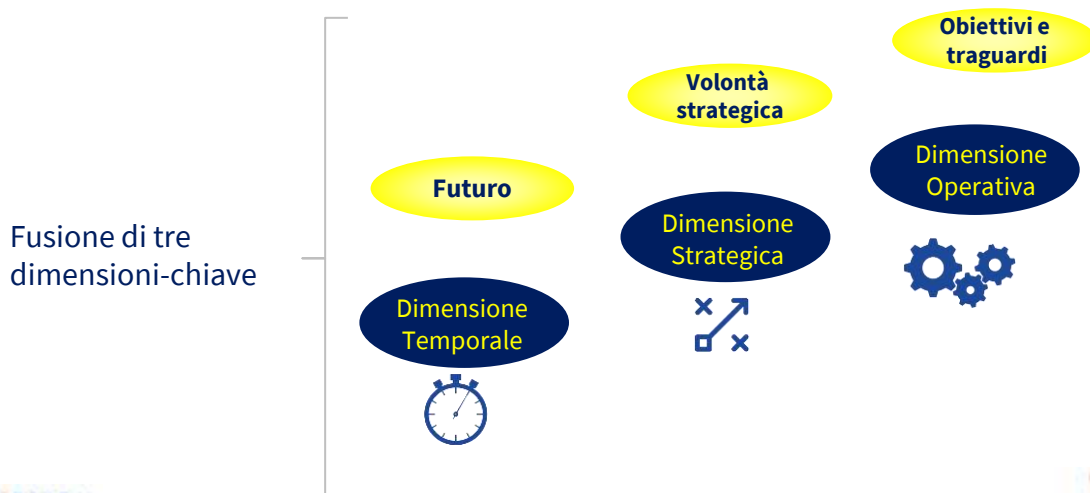 Fusione di tre
dimensioni-chiave
Futuro
Dimensione
Temporale
Volontà
strategica
Dimensione
Strategica
Obiettivi e
traguardi
Dimensione
Operativa